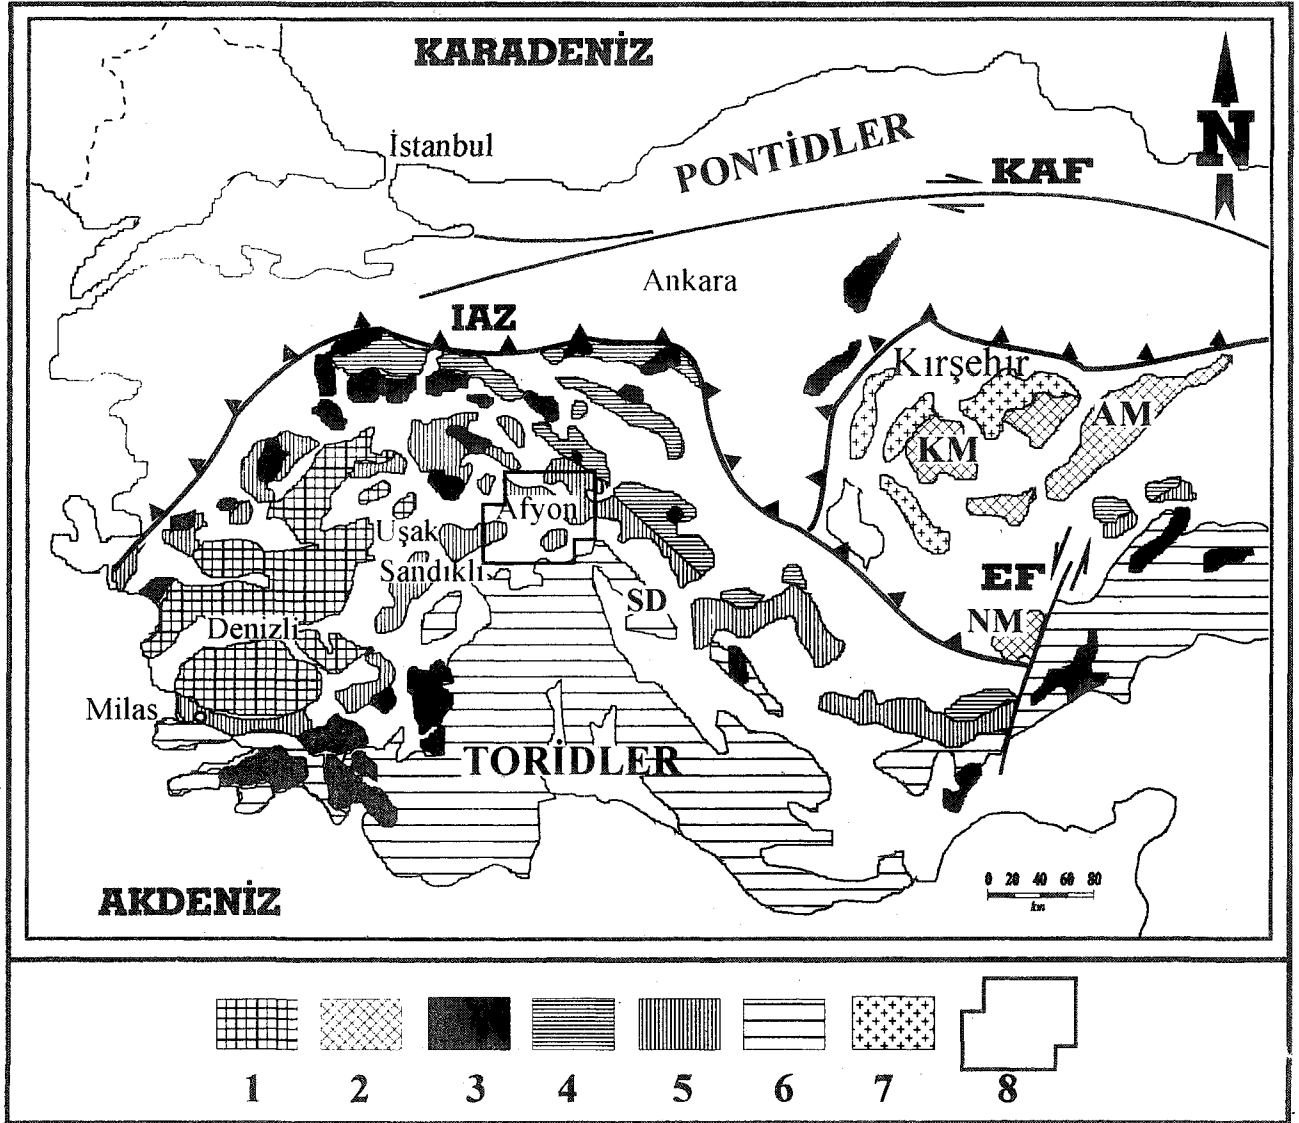 KARADENİZ
İstanbul
PONTİDLER
KAF
N
Ankara
IAZ
Kırşehir
AM
KM
Afyon
Uşak
Sandıklı
EF
SD
NM
Denizli
Milas
TORİDLER
AKDENİZ
0 20 40 60 80
km
1 2 3 4 5 6 7 8